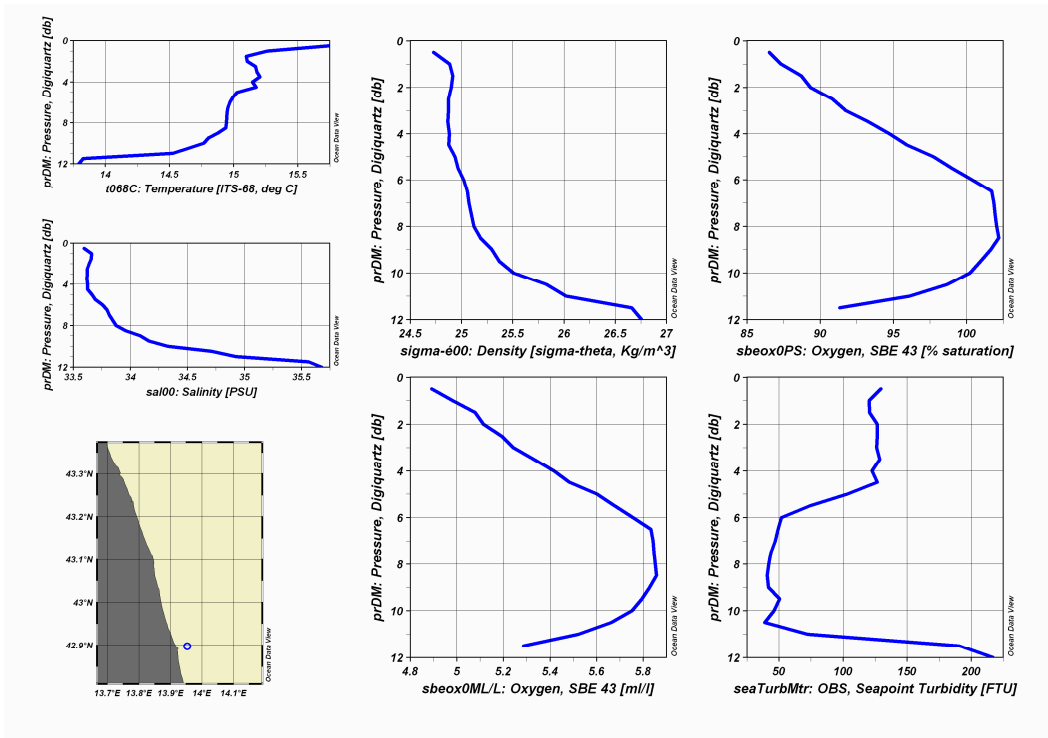 prDM: Pressure, Digiquartz [db]
0
4
8
12
14
14.5
15
15.5
t068C: Temperature [ITS-68, deg C]
Ocean Data View
prDM: Pressure, Digiquartz [db]
0
4
8
12
33.5
34
34.5
35
35.5
sal00: Salinity [PSU]
Ocean Data View
43.3°N
43.2°N
43.1°N
43°N
42.9°N
13.7°E 13.8°E 13.9°E 14°E 14.1°E
Ocean Data View
prDM: Pressure, Digiquartz [db]
0
2
4
6
8
10
12
24.5 25 25.5 26 26.5 27
sigma-é00: Density [sigma-theta, Kg/m^3]
Ocean Data View
prDM: Pressure, Digiquartz [db]
0
2
4
6
8
10
12
85 90 95 100
sbeox0PS: Oxygen, SBE 43 [% saturation]
Ocean Data View
prDM: Pressure, Digiquartz [db]
0
2
4
6
8
10
12
4.8 5 5.2 5.4 5.6 5.8
sbeox0ML/L: Oxygen, SBE 43 [ml/l]
Ocean Data View
prDM: Pressure, Digiquartz [db]
0
2
4
6
8
10
12
50 100 150 200
seaTurbMtr: OBS, Seapoint Turbidity [FTU]
Ocean Data View